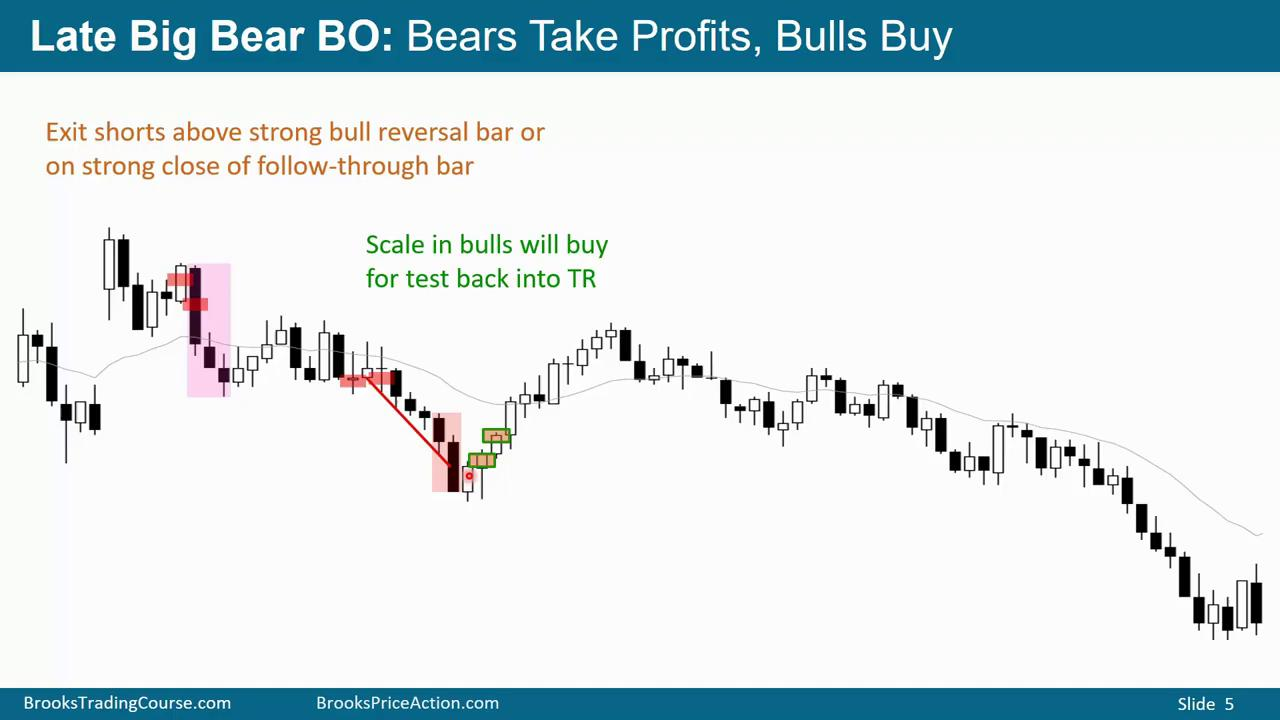 Late Big Bear BO: Bears Take Profits, Bulls Buy
Exit shorts above strong bull reversal bar or
on strong close of follow-through bar
Scale in bulls will buy
for test back into TR
BrooksTradingCourse.com
BrooksPriceAction.com
Slide 5